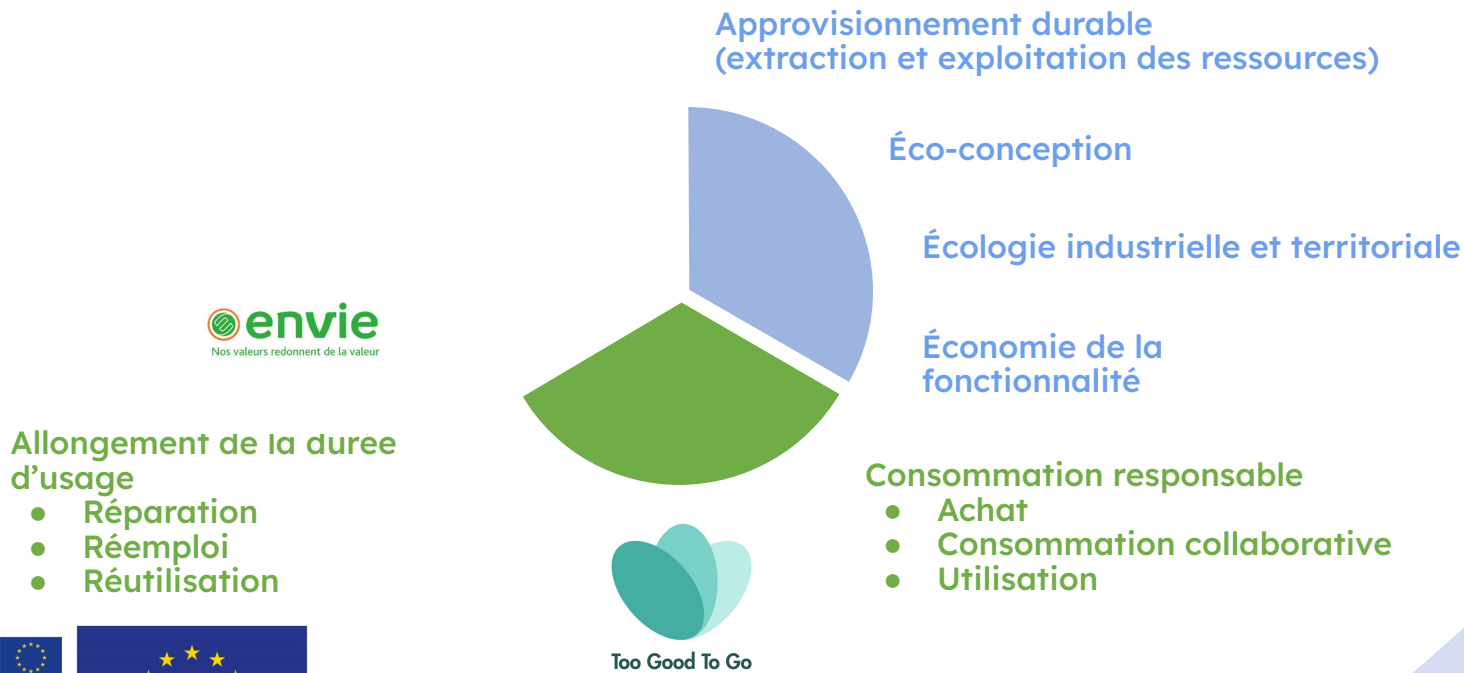 Approvisionnement durable
(extraction et exploitation des ressources)
Éco-conception
Écologie industrielle et territoriale
Économie de la
fonctionnalité
envie
Nos valeurs redonnent de la valeur
Allongement de la durée
d’usage
● Réparation
● Réemploi
● Réutilisation
Consommation responsable
● Achat
● Consommation collaborative
● Utilisation
Too Good To Go